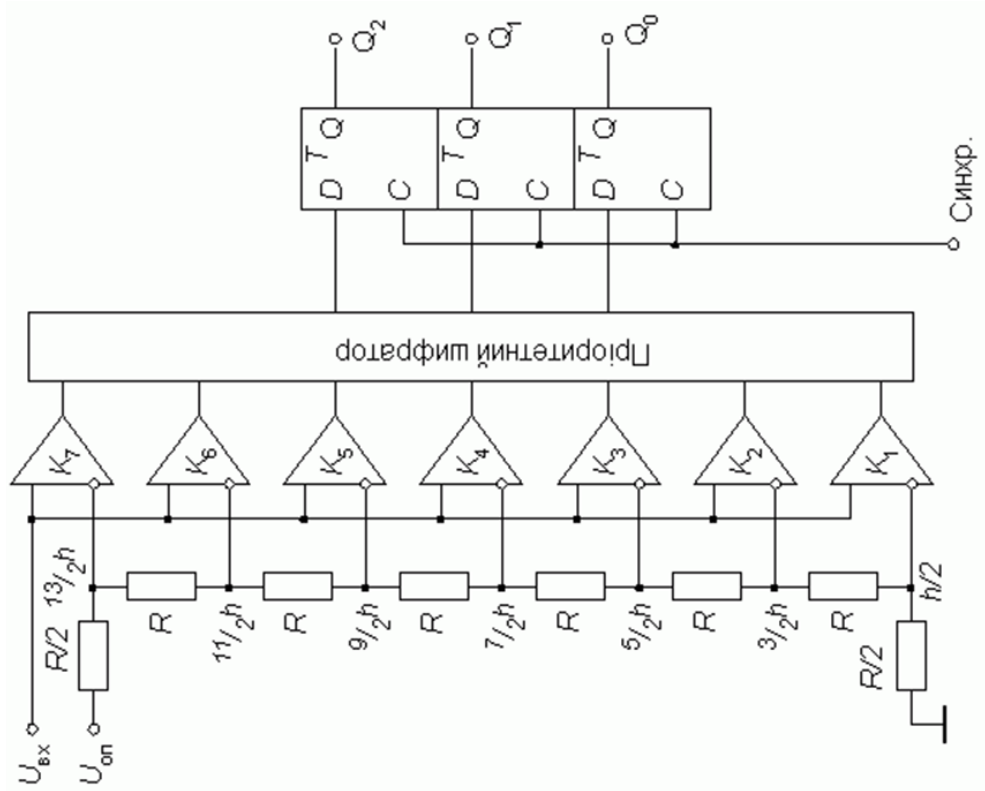 Q₂
Q₁
Q₀
T
Q
D
C
T
Q
D
C
T
Q
D
C
Синхр.
Пріоритетний шифратор
K₇
K₆
K₅
K₄
K₃
K₂
K₁
13/2h
11/2h
9/2h
7/2h
5/2h
3/2h
h/2
R/2
R
R
R
R
R
R
R/2
Uвх
Uоп